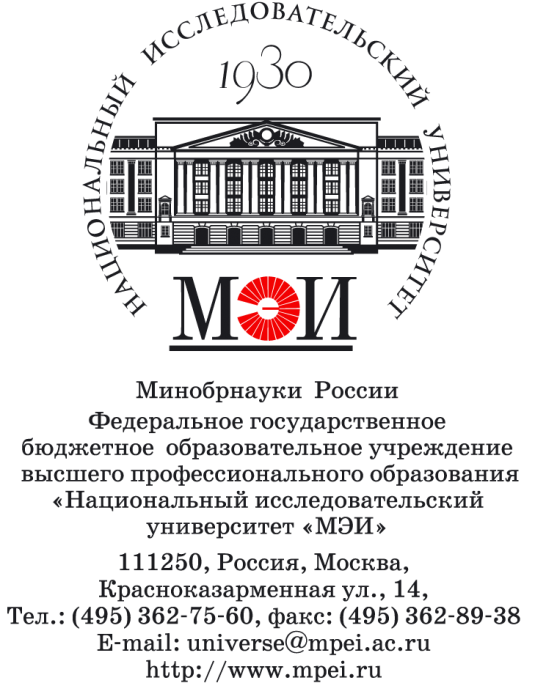 НАЦИОНАЛЬНЫЙ ИССЛЕДОВАТЕЛЬСКИЙ УНИВЕРСИТЕТ
1930
МЭИ
Минобрнауки России
Федеральное государственное
бюджетное образовательное учреждение
высшего профессионального образования
«Национальный исследовательский
университет «МЭИ»
111250, Россия, Москва,
Красноказарменная ул., 14,
Тел.: (495) 362-75-60, факс: (495) 362-89-38
E-mail: universe@mpei.ac.ru
http://www.mpei.ru